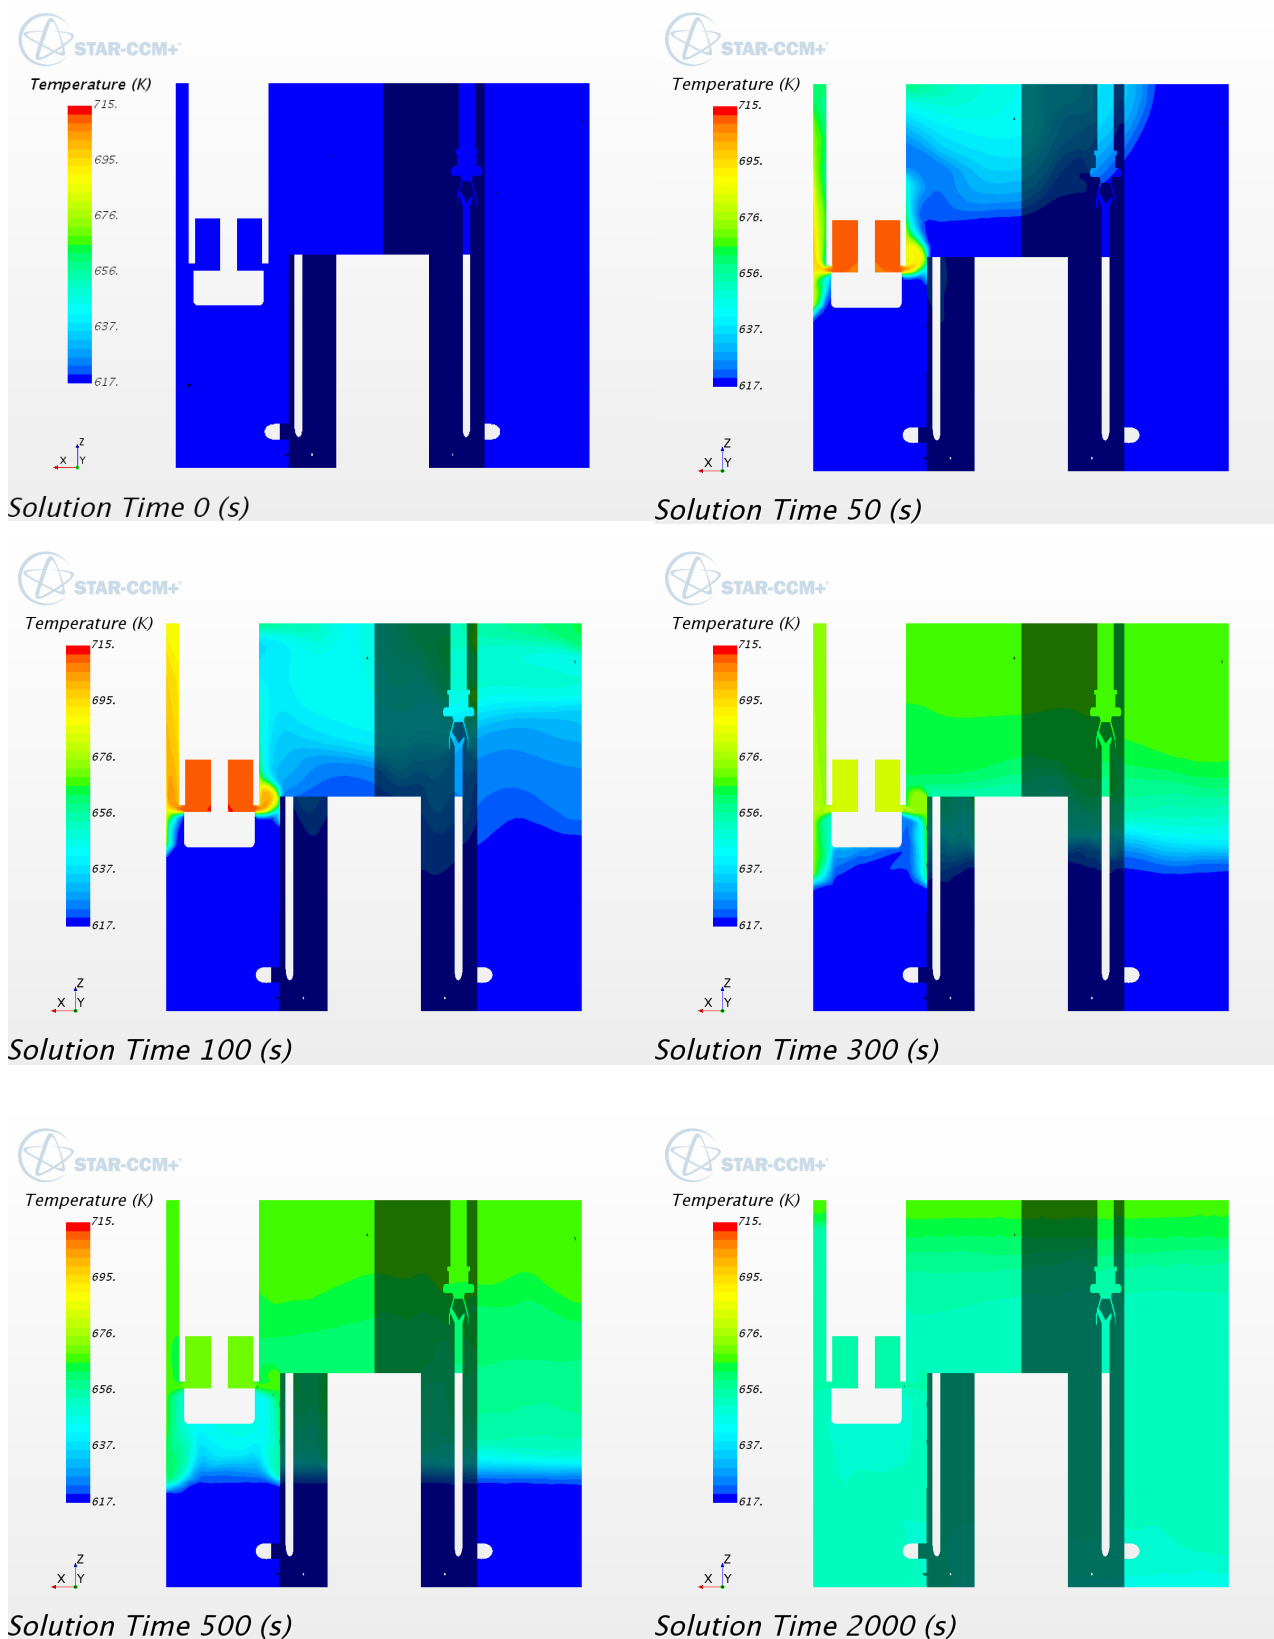 STAR-CCM+
Temperature (K)
715.
695.
676.
656.
637.
617.
Z
X Y
Solution Time 0 (s)
STAR-CCM+
Temperature (K)
715.
695.
676.
656.
637.
617.
Z
X Y
Solution Time 50 (s)
STAR-CCM+
Temperature (K)
715.
695.
676.
656.
637.
617.
Z
X Y
Solution Time 100 (s)
STAR-CCM+
Temperature (K)
715.
695.
676.
656.
637.
617.
Z
X Y
Solution Time 300 (s)
STAR-CCM+
Temperature (K)
715.
695.
676.
656.
637.
617.
Z
X Y
Solution Time 500 (s)
STAR-CCM+
Temperature (K)
715.
695.
676.
656.
637.
617.
Z
X Y
Solution Time 2000 (s)